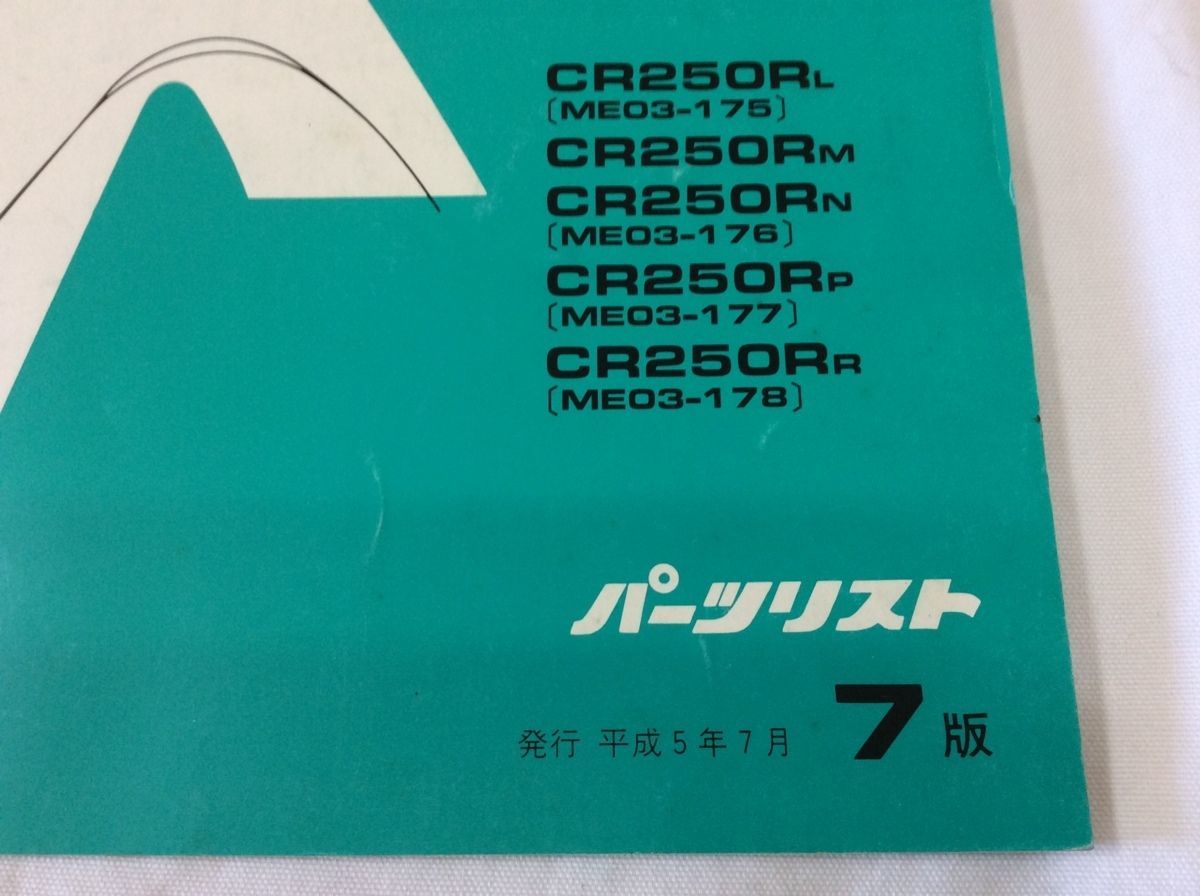 CR250RL
〔ME03-175〕
CR250RM
CR250RN
〔ME03-176〕
CR250RP
〔ME03-177〕
CR250RR
〔ME03-178〕
パーツリスト
発行 平成5年7月 7版